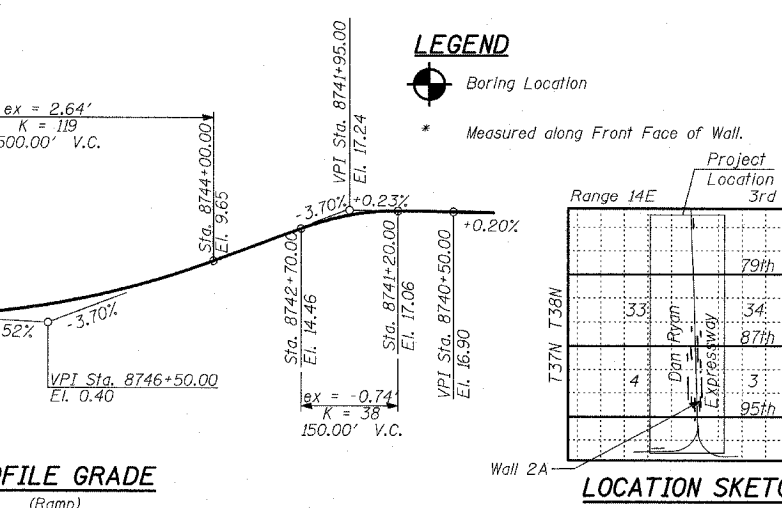 LEGEND
Boring Location
* Measured along Front Face of Wall.
ex = 2.64'
K = 119
500.00' V.C.
Sta. 8744+00.00
El. 9.65
VPI Sta. 8741+95.00
El. 17.24
-3.70%
+0.23%
+0.20%
Sta. 8742+70.00
El. 14.46
Sta. 8741+20.00
El. 17.06
VPI Sta. 8740+50.00
El. 16.90
52%
-3.70%
VPI Sta. 8746+50.00
El. 0.40
ex = -0.74'
K = 38
150.00' V.C.
OFILE GRADE
(Ramp)
Project
Location
Range 14E
3rd
79th
T38N
33
34
87th
T37N
Dan Ryan
Expressway
4
3
95th
Wall 2A
LOCATION SKETC